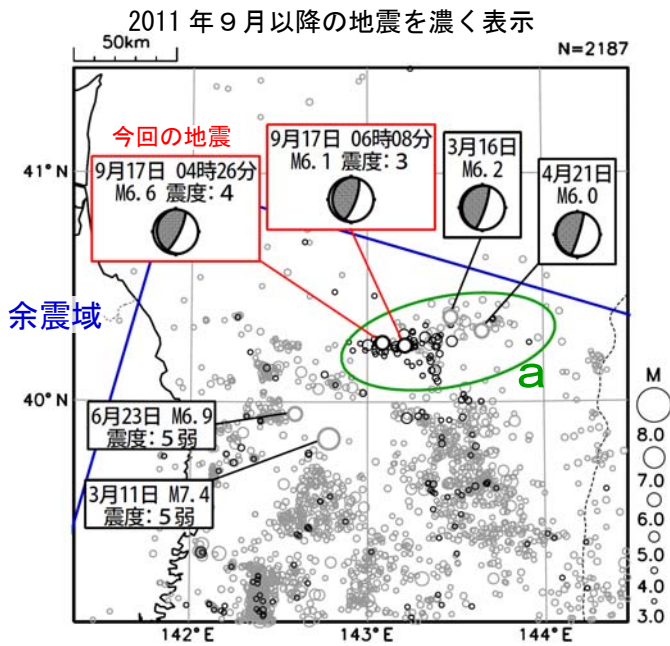 2011 年９月以降の地震を濃く表示
50km
N=2187
今回の地震
9月17日 04時26分
M6.6 震度：4
9月17日 06時08分
M6.1 震度：3
3月16日
M6.2
4月21日
M6.0
41°N
余震域
a
40°N
6月23日 M6.9
震度：5弱
3月11日 M7.4
震度：5弱
M
8.0
7.0
6.0
5.0
4.0
3.0
142°E
143°E
144°E